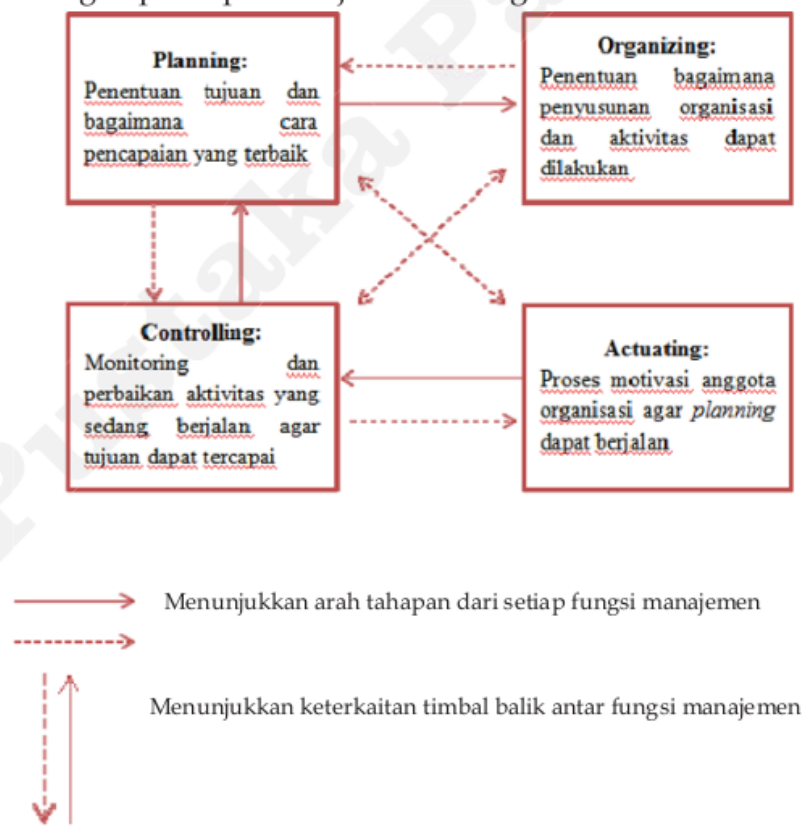 Planning:
Penentuan tujuan dan
bagaimana cara
pencapaian yang terbaik
Organizing:
Penentuan bagaimana
penyusunan organisasi
dan aktivitas dapat
dilakukan
Controlling:
Monitoring dan
perbaikan aktivitas yang
sedang berjalan agar
tujuan dapat tercapai
Actuating:
Proses motivasi anggota
organisasi agar planning
dapat berjalan
Menunjukkan arah tahapan dari setiap fungsi manajemen
Menunjukkan keterkaitan timbal balik antar fungsi manajemen
Pustaka